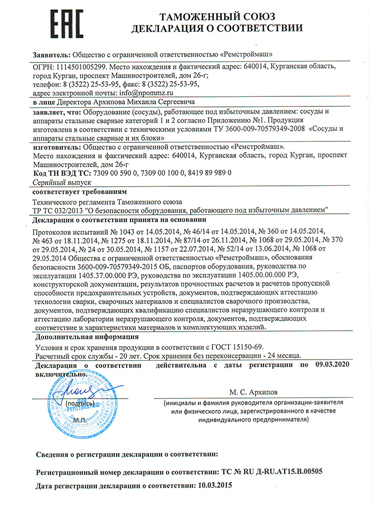 ЕАС
ТАМОЖЕННЫЙ СОЮЗ
ДЕКЛАРАЦИЯ О СООТВЕТСТВИИ
Заявитель: Общество с ограниченной ответственностью «Ремстроймаш»
ОГРН: 1114501005299. Место нахождения и фактический адрес: 640014, Курганская область,
город Курган, проспект Машиностроителей, дом 26-г;
телефон: 8 (3522) 25-53-95, факс: 8 (3522) 25-53-95,
адрес электронной почты: info@npommz.ru
в лице Директора Архипова Михаила Сергеевича
заявляет, что: Оборудование (сосуды), работающее под избыточным давлением: сосуды и
аппараты стальные сварные категорий 1 и 2 согласно Приложению №1. Продукция
изготовлена в соответствии с техническими условиями ТУ 3600-009-70579349-2008 «Сосуды и
аппараты стальные сварные и их блоки»
изготовитель: Общество с ограниченной ответственностью «Ремстроймаш».
Место нахождения и фактический адрес: 640014, Курганская область, город Курган, проспект
Машиностроителей, дом 26-г
Код ТН ВЭД ТС: 7309 00 590 0, 7309 00 100 0, 8419 89 989 0
Серийный выпуск
соответствует требованиям
Технического регламента Таможенного союза
ТР ТС 032/2013 "О безопасности оборудования, работающего под избыточным давлением"
Декларация о соответствии принята на основании
Протоколов испытаний № 1043 от 14.05.2014, № 46/14 от 14.05.2014, № 360 от 14.05.2014,
№ 463 от 18.11.2014, № 1275 от 18.11.2014, № 87/14 от 26.11.2014, № 1068 от 29.05.2014, № 370
от 29.05.2014, № 24 от 30.05.2014, № 1157 от 22.07.2014, № 52/14 от 06.06.2014, № 1068 от
29.05.2014 Общества с ограниченной ответственностью «Ремстроймаш», обоснования
безопасности 3600-009-70579349-2015 ОБ, паспортов оборудования, руководства по
эксплуатации 1405.37.00.000 РЭ, руководства по эксплуатации 1405.00.00.000 РЭ,
конструкторской документации, результатов прочностных расчетов и расчетов пропускной
способности предохранительных устройств, документов, подтверждающих аттестацию
технологии сварки, сварочных материалов и специалистов сварочного производства,
документов, подтверждающих квалификацию специалистов неразрушающего контроля и
аттестацию лаборатории неразрушающего контроля, документов, подтверждающих
соответствие и характеристики материалов и комплектующих изделий.
Дополнительная информация
Условия и срок хранения продукции в соответствии с ГОСТ 15150-69.
Расчетный срок службы - 20 лет. Срок хранения без переконсервации - 24 месяца.
Декларация о соответствии действительна с даты регистрации по 09.03.2020
включительно.
М. С. Архипов
(подпись)
(инициалы и фамилия руководителя организации-заявителя
или физического лица, зарегистрированного в качестве
индивидуального предпринимателя)
М.П.
Сведения о регистрации декларации о соответствии:
Регистрационный номер декларации о соответствии: ТС № RU Д-RU.АТ15.В.00505
Дата регистрации декларации о соответствии: 10.03.2015